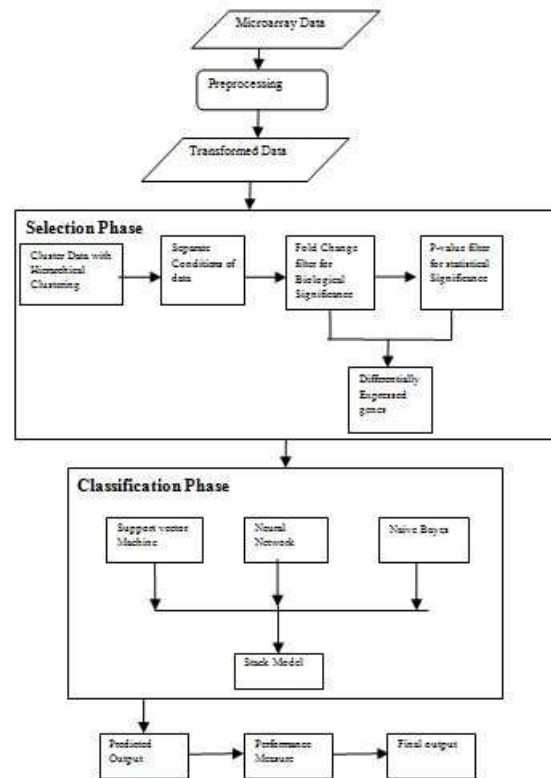 Microarray Data
Preprocessing
Transformed Data
Selection Phase
Cluster Data with
Hierarchical
Clustering
Separate
Conditions of
data
Fold Change
filter for
Biological
Significance
P-value filter
for statistical
Significance
Differentially
Expressed
genes
Classification Phase
Support vector
Machine
Neural
Network
Naive Bayes
Stack Model
Predicted
Output
Performance
Measure
Final output